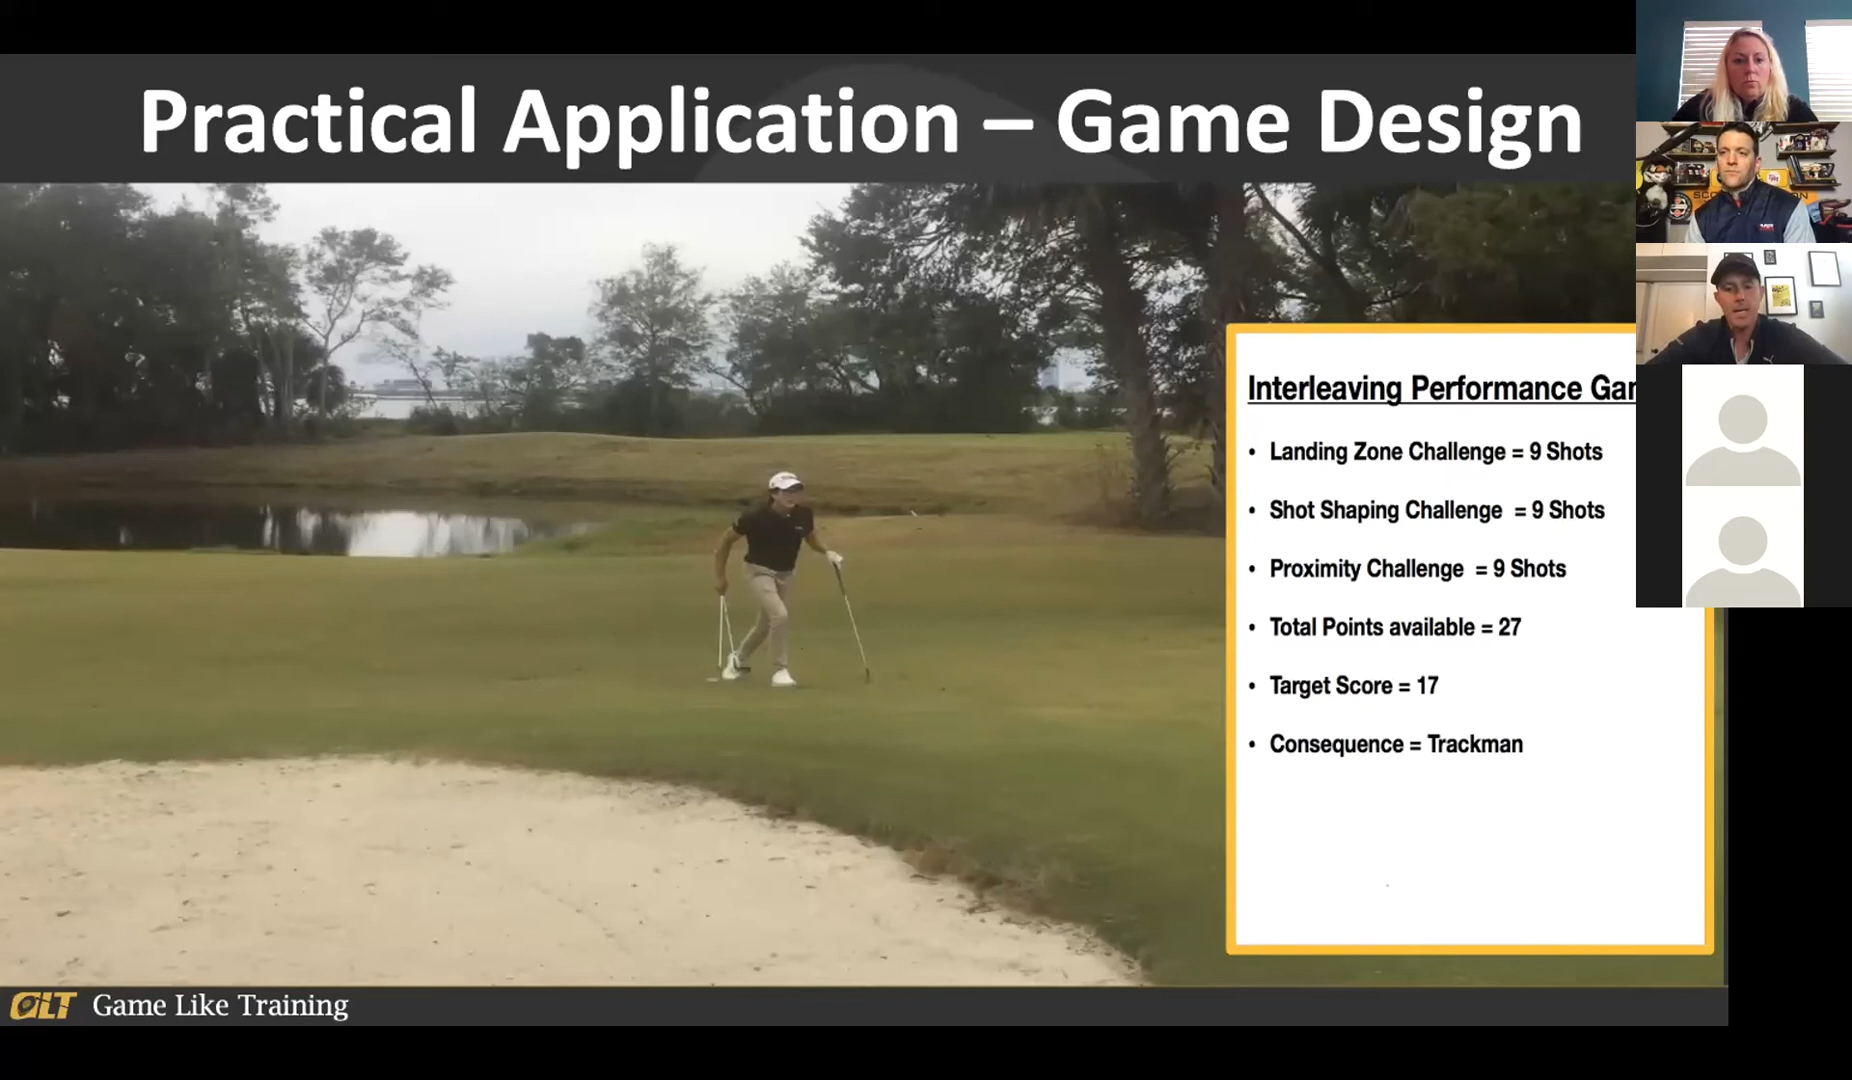 Practical Application – Game Design
Interleaving Performance Gar
• Landing Zone Challenge = 9 Shots
• Shot Shaping Challenge = 9 Shots
• Proximity Challenge = 9 Shots
• Total Points available = 27
• Target Score = 17
• Consequence = Trackman
GLT Game Like Training